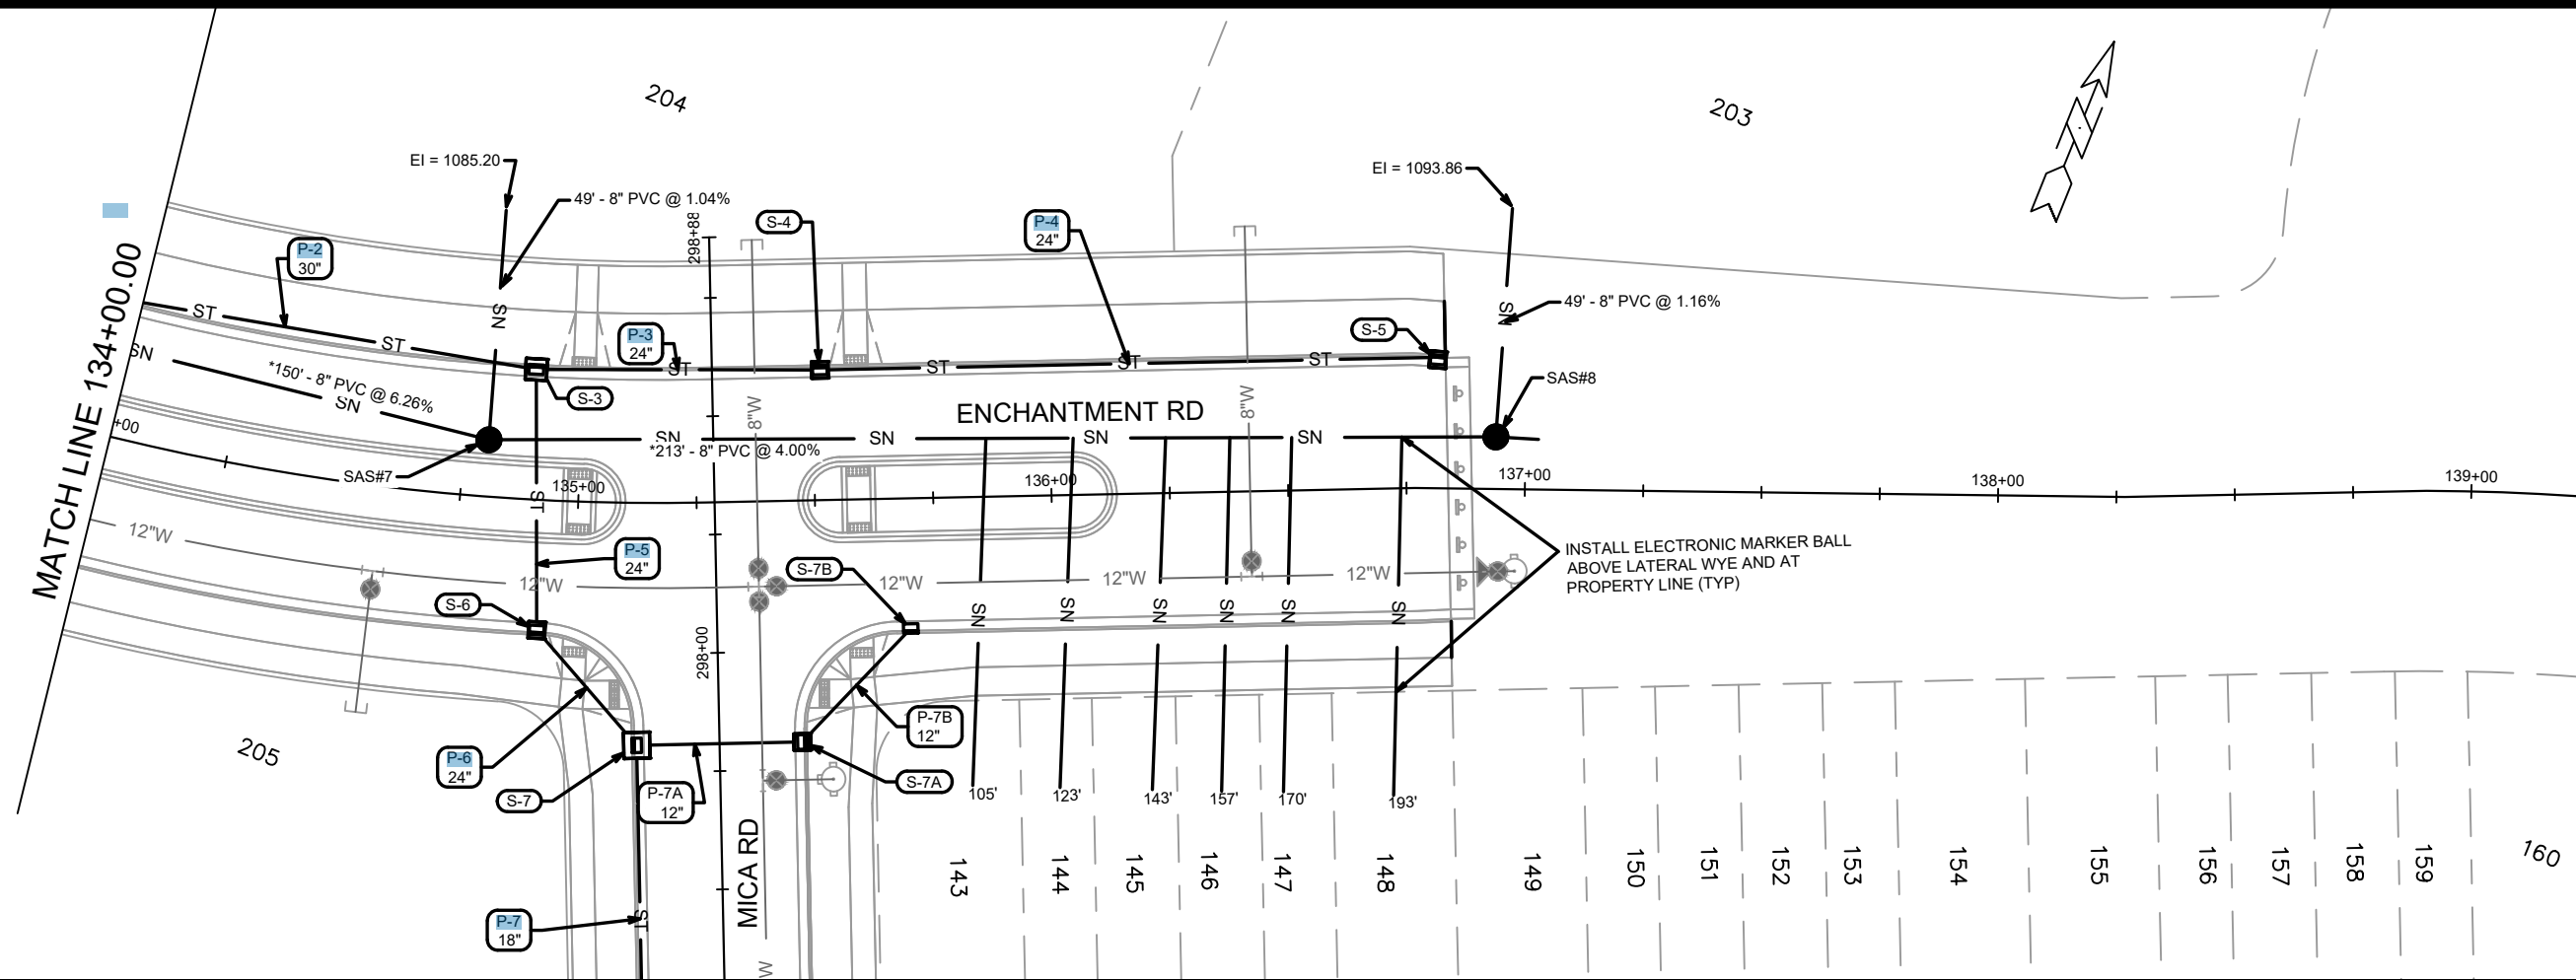 204
203
EI = 1085.20
49' - 8" PVC @ 1.04%
298+88
S-4
P-4
24"
EI = 1093.86
49' - 8" PVC @ 1.16%
P-2
30"
SN
SN
ST
ST
P-3
24"
ST
ST
ST
ST
S-5
SAS#8
MATCH LINE 134+00.00
SN
*150' - 8" PVC @ 6.26%
SN
S-3
8"W
8"W
ENCHANTMENT RD
SN
SN
SN
SN
*213' - 8" PVC @ 4.00%
+00
SAS#7
135+00
136+00
137+00
138+00
139+00
ST
12"W
P-5
24"
12"W
S-7B
12"W
12"W
12"W
INSTALL ELECTRONIC MARKER BALL
ABOVE LATERAL WYE AND AT
PROPERTY LINE (TYP)
S-6
SN
SN
SN
SN
SN
SN
298+00
205
P-6
24"
P-7B
12"
S-7
P-7A
12"
S-7A
105'
123'
143'
157'
170'
193'
MICA RD
143
144
145
146
147
148
149
150
151
152
153
154
155
156
157
158
159
160
P-7
18"
ST
W